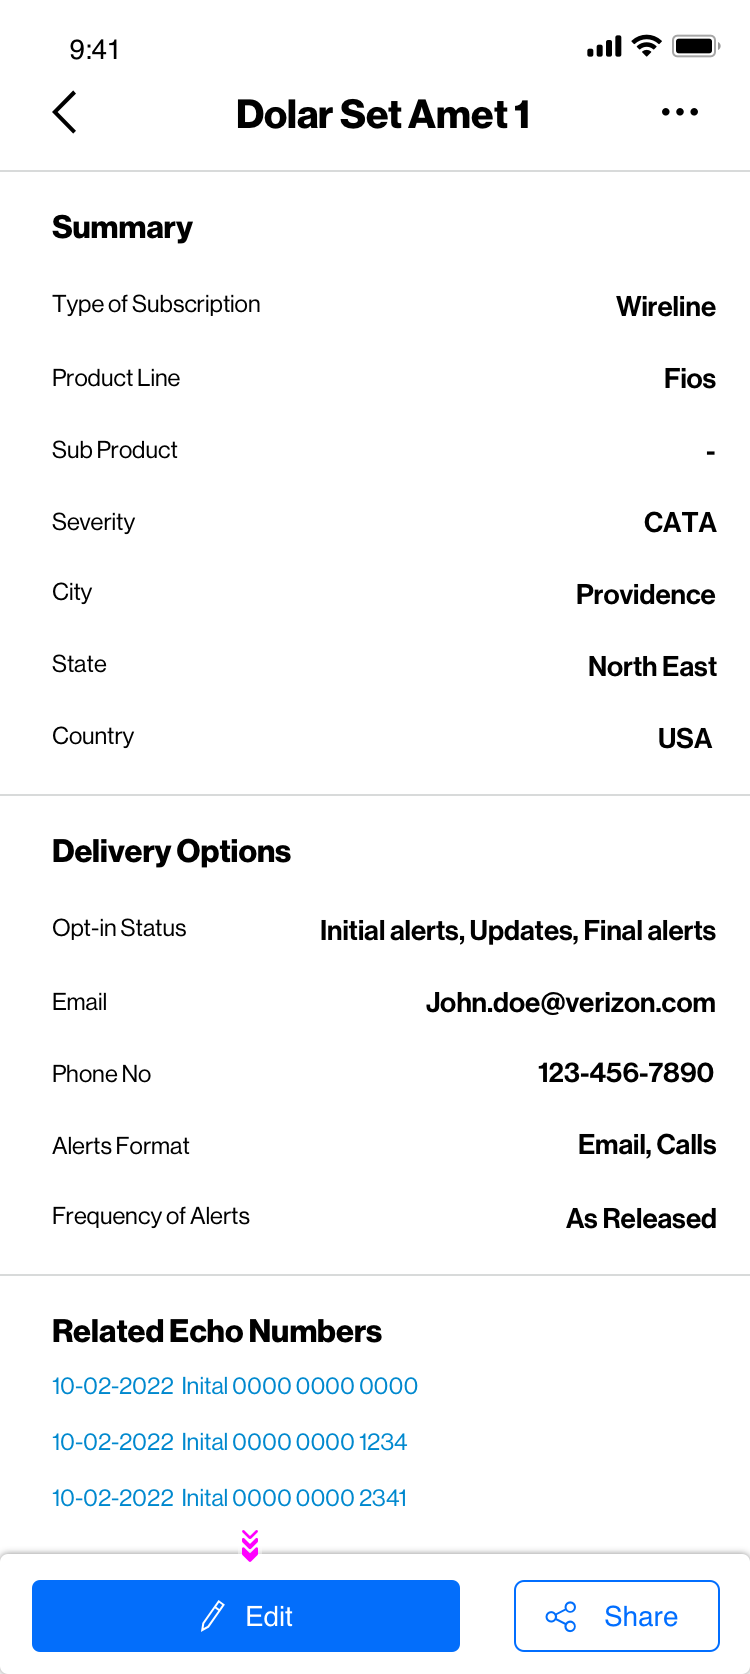 9:41
Dolar Set Amet 1
Summary
Type of Subscription Wireline
Product Line Fios
Sub Product -
Severity CATA
City Providence
State North East
Country USA
Delivery Options
Opt-in Status Initial alerts, Updates, Final alerts
Email John.doe@verizon.com
Phone No 123-456-7890
Alerts Format Email, Calls
Frequency of Alerts As Released
Related Echo Numbers
10-02-2022 Inital 0000 0000 0000
10-02-2022 Inital 0000 0000 1234
10-02-2022 Inital 0000 0000 2341
Edit Share